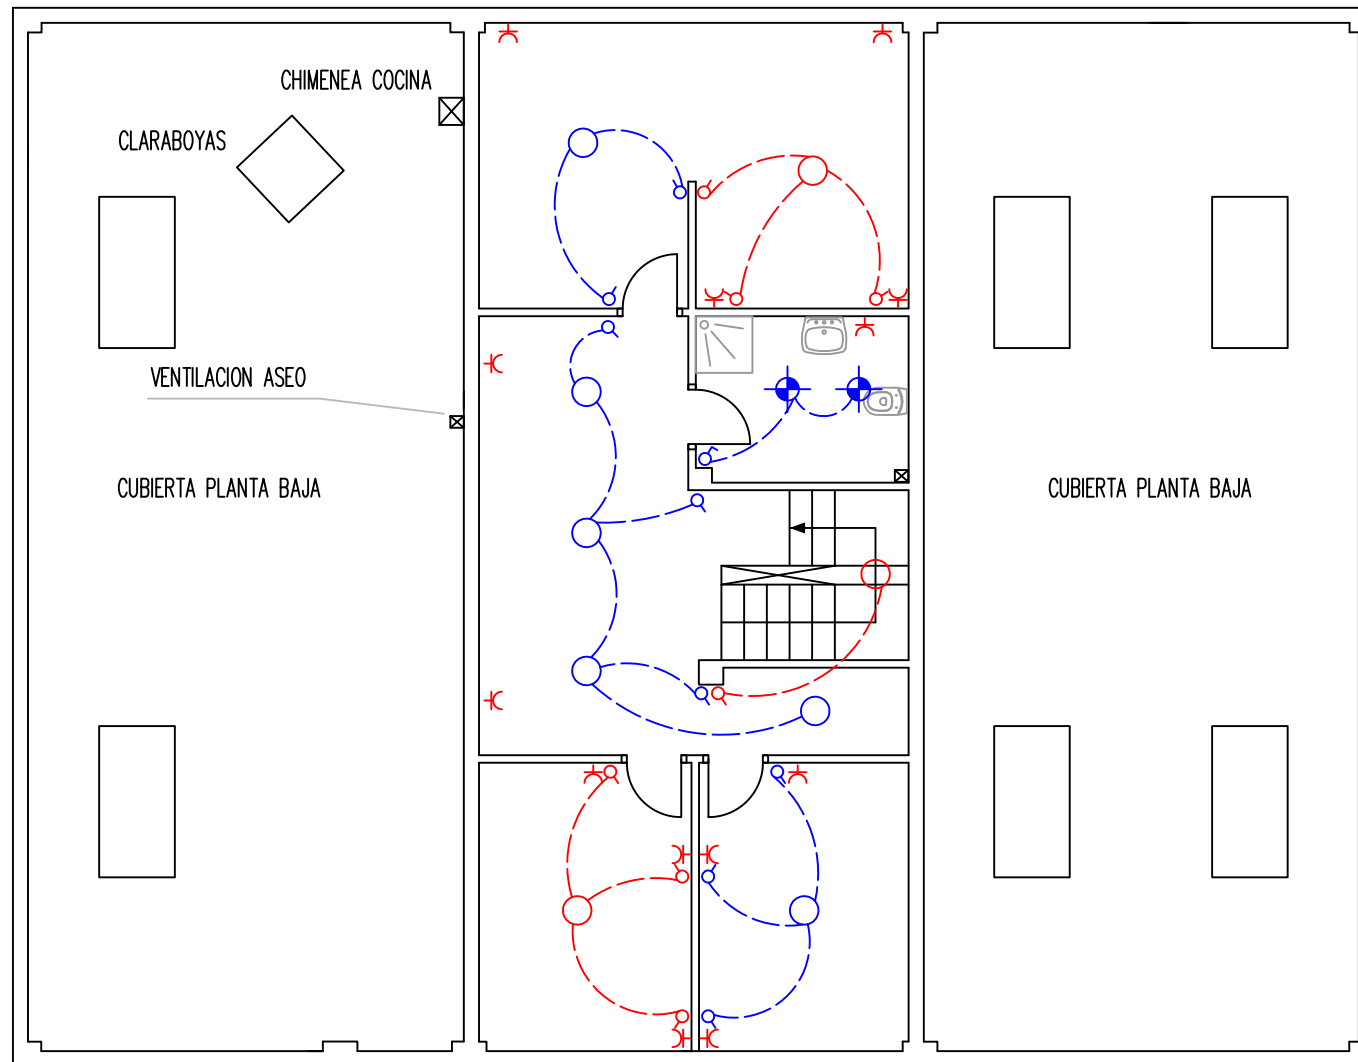 CHIMENEA COCINA
CLARABOYAS
VENTILACION ASEO
CUBIERTA PLANTA BAJA
CUBIERTA PLANTA BAJA